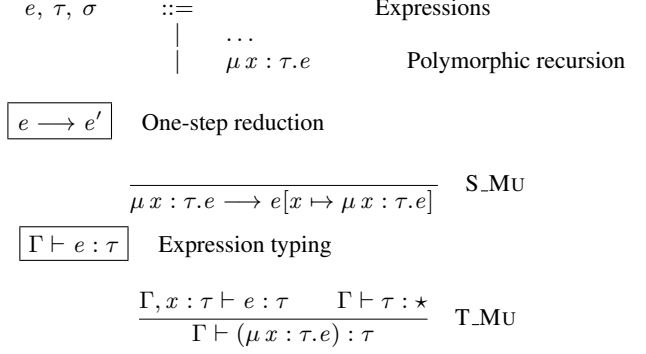 e, τ, σ ::= Expressions
| ...
| μ x : τ.e Polymorphic recursion
e ⟶ e′ One-step reduction
μ x : τ.e ⟶ e[x ↦ μ x : τ.e] S_MU
Γ ⊢ e : τ Expression typing
Γ, x : τ ⊢ e : τ Γ ⊢ τ : ⋆
Γ ⊢ (μ x : τ.e) : τ T_MU